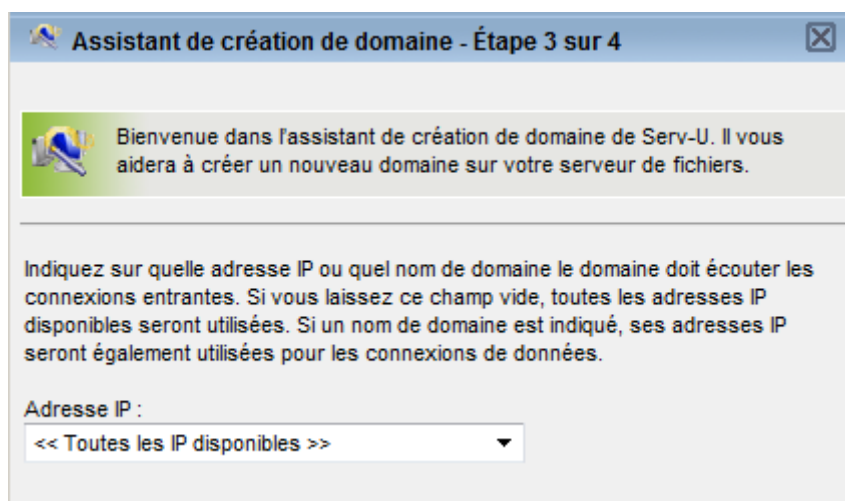 Assistant de création de domaine - Étape 3 sur 4
Bienvenue dans l'assistant de création de domaine de Serv-U. Il vous
aidera à créer un nouveau domaine sur votre serveur de fichiers.
Indiquez sur quelle adresse IP ou quel nom de domaine le domaine doit écouter les
connexions entrantes. Si vous laissez ce champ vide, toutes les adresses IP
disponibles seront utilisées. Si un nom de domaine est indiqué, ses adresses IP
seront également utilisées pour les connexions de données.
Adresse IP :
<< Toutes les IP disponibles >>